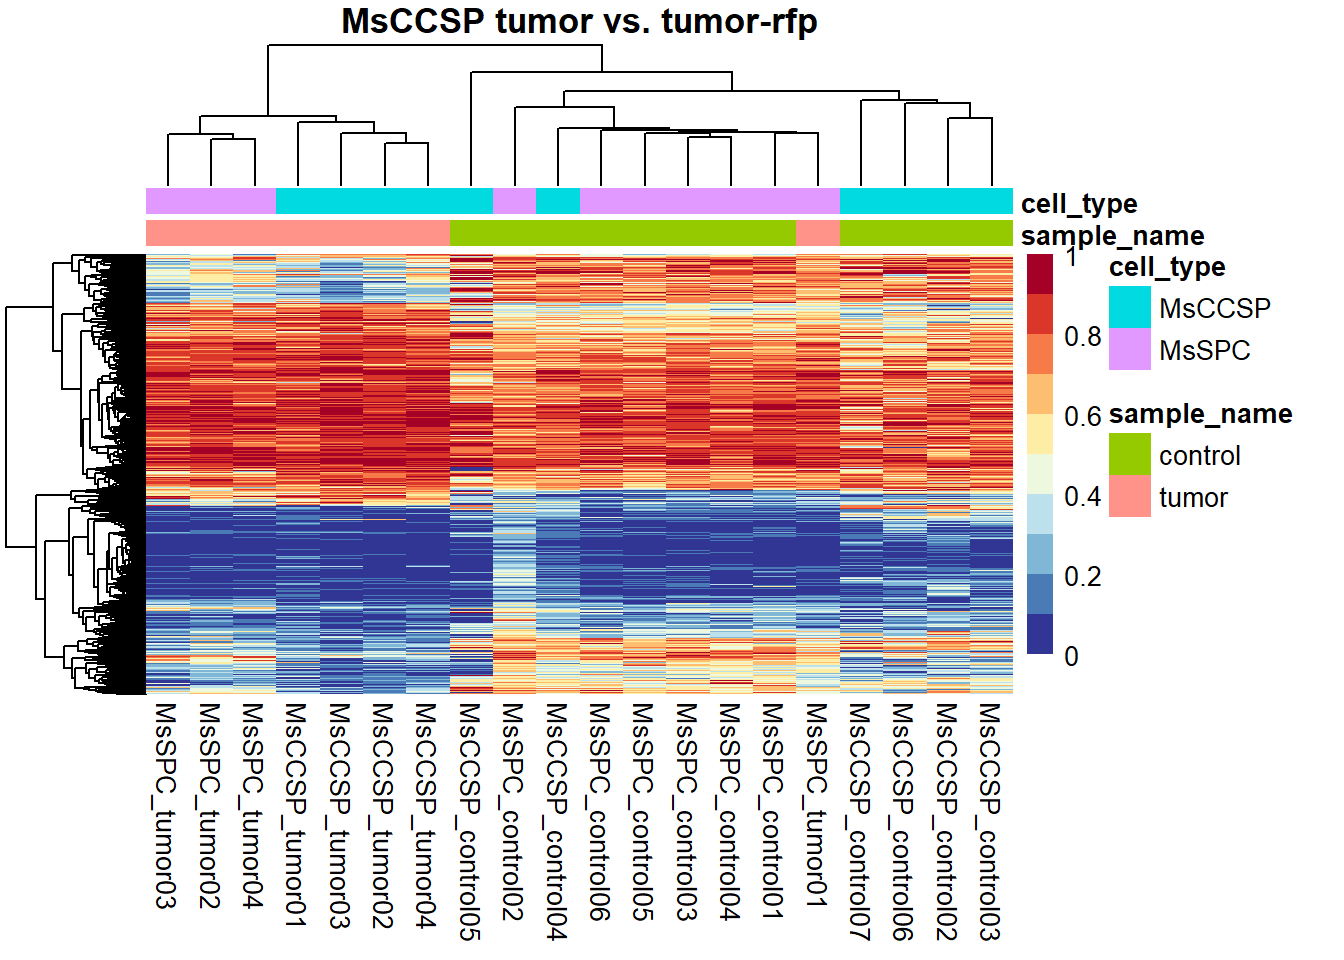 MsCCSP tumor vs. tumor-rfp
cell_type
sample_name
1
0.8
0.6
0.4
0.2
0
cell_type
MsCCSP
MsSPC
sample_name
control
tumor
MsSPC_tumor03
MsSPC_tumor02
MsSPC_tumor04
MsCCSP_tumor01
MsCCSP_tumor03
MsCCSP_tumor02
MsCCSP_tumor04
MsCCSP_control05
MsSPC_control02
MsCCSP_control04
MsSPC_control06
MsSPC_control05
MsSPC_control03
MsSPC_control04
MsSPC_control01
MsSPC_tumor01
MsCCSP_control07
MsCCSP_control06
MsCCSP_control02
MsCCSP_control03